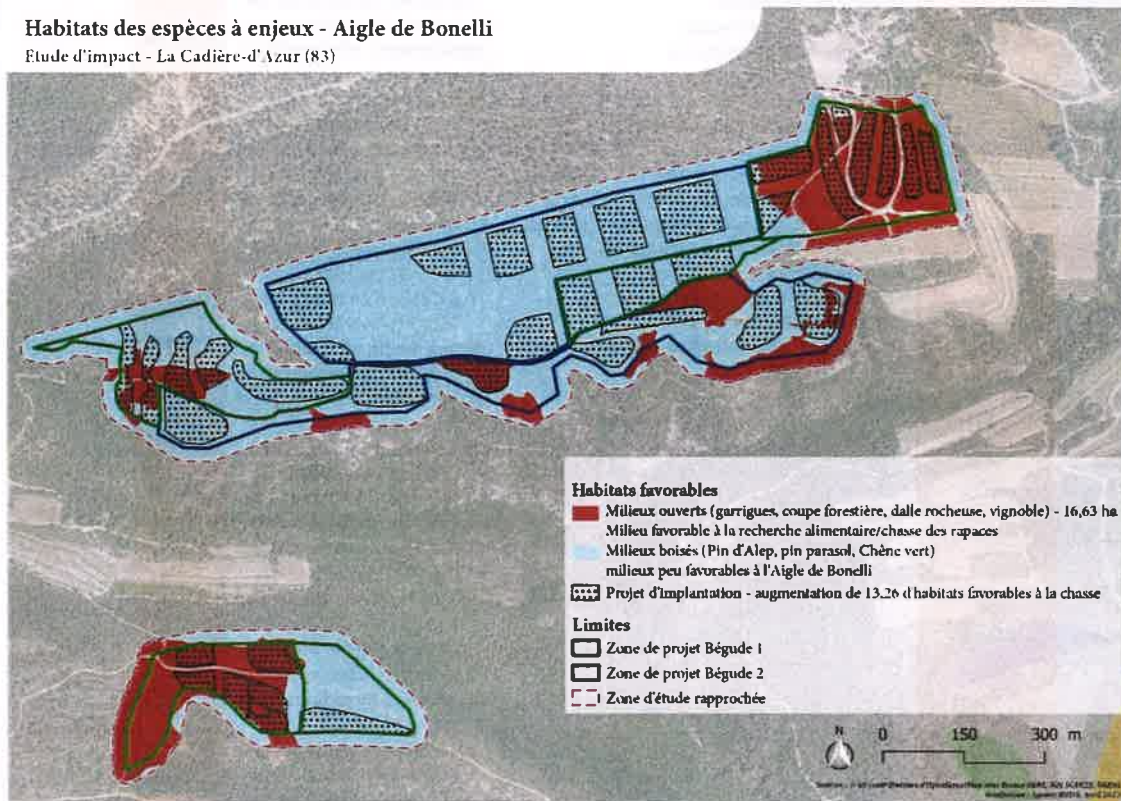 Habitats des espèces à enjeux - Aigle de Bonelli
Etude d'impact - La Cadière-d'Azur (83)
Habitats favorables
Milieux ouverts (garrigues, coupe forestière, dalle rocheuse, vignoble) - 16,63 ha
Milieu favorable à la recherche alimentaire/chasse des rapaces
Milieux boisés (Pin d'Alep, pin parasol, Chêne vert)
milieux peu favorables à l'Aigle de Bonelli
Projet d'Implantation - augmentation de 13.26 d'habitats favorables à la chasse
Limites
Zone de projet Bégude 1
Zone de projet Bégude 2
Zone d'étude rapprochée
N
0 150 300 m